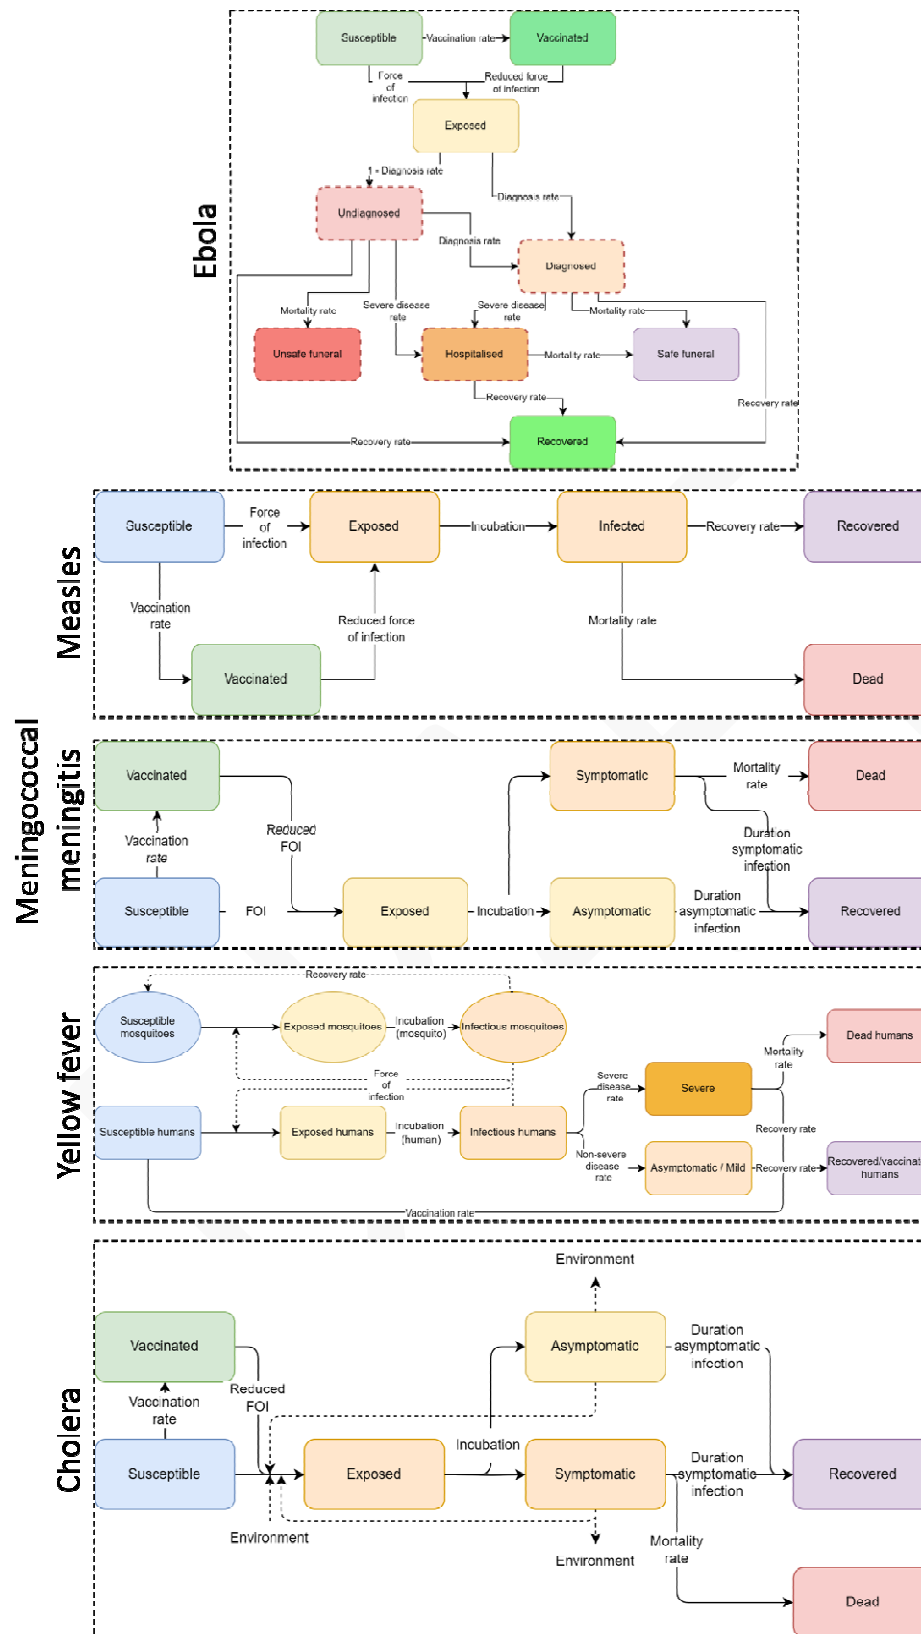 Ebola
Susceptible
Vaccination rate
Vaccinated
Force
of
infection
Reduced force
of infection
Exposed
1 - Diagnosis rate
Diagnosis rate
Undiagnosed
Diagnosis rate
Diagnosed
Mortality rate
Severe disease
rate
Severe disease
rate
Mortality rate
Unsafe funeral
Hospitalised
Mortality rate
Safe funeral
Recovery rate
Recovery rate
Recovery rate
Recovered
Measles
Susceptible
Force
of
infection
Exposed
Incubation
Infected
Recovery rate
Recovered
Vaccination
rate
Reduced force
of infection
Mortality rate
Vaccinated
Dead
Meningococcal
meningitis
Vaccinated
Symptomatic
Mortality
rate
Dead
Vaccination
rate
Reduced
FOI
Duration
symptomatic
infection
Susceptible
FOI
Exposed
Incubation
Asymptomatic
Duration
asymptomatic
infection
Recovered
Yellow fever
Recovery rate
Susceptible
mosquitoes
Exposed mosquitoes
Incubation
(mosquito)
Infectious mosquitoes
Dead humans
Mortality
rate
Force
of
infection
Severe
disease
rate
Severe
Susceptible humans
Exposed humans
Incubation
(human)
Infectious humans
Recovery rate
Non-severe
disease
rate
Asymptomatic / Mild
Recovery rate
Recovered/vaccinat
humans
Vaccination rate
Cholera
Environment
Vaccinated
Asymptomatic
Duration
asymptomatic
infection
Vaccination
rate
Reduced
FOI
Incubation
Susceptible
Exposed
Symptomatic
Duration
symptomatic
infection
Recovered
Environment
Environment
Mortality
rate
Dead